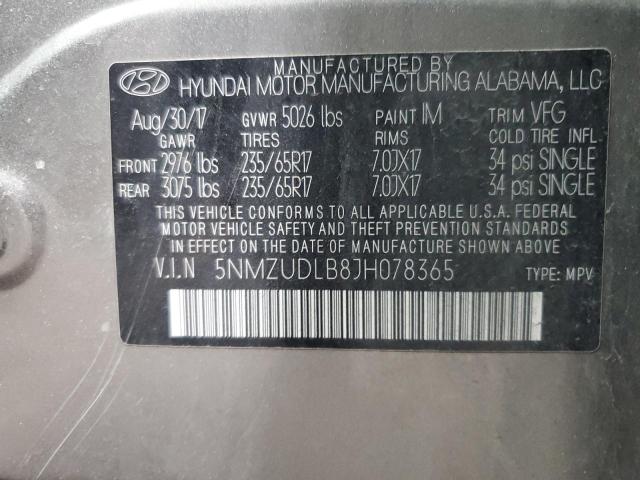 MANUFACTURED BY
HYUNDAI MOTOR MANUFACTURING ALABAMA, LLC
Aug/30/17 GVWR 5026 lbs PAINT IM TRIM VFG
GAWR TIRES RIMS COLD TIRE INFL.
FRONT 2976 lbs 235/65R17 7.0JX17 34 psi SINGLE
REAR 3075 lbs 235/65R17 7.0JX17 34 psi SINGLE
THIS VEHICLE CONFORMS TO ALL APPLICABLE U.S.A. FEDERAL
MOTOR VEHICLE SAFETY AND THEFT PREVENTION STANDARDS
IN EFFECT ON THE DATE OF MANUFACTURE SHOWN ABOVE
V.I.N 5NMZUDLB8JH078365 TYPE: MPV